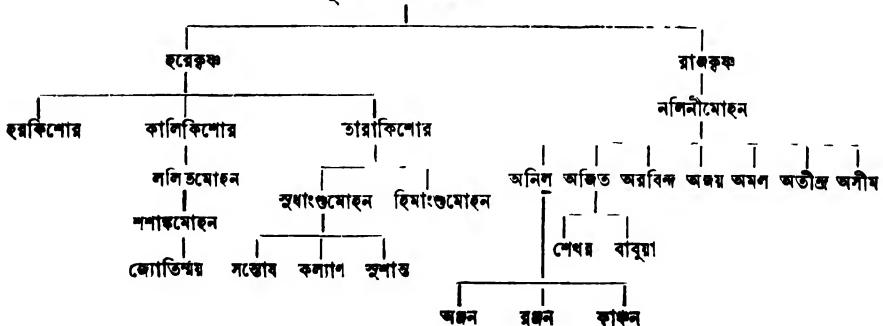 হরেকৃষ্ণ রাজকৃষ্ণ
নলিনীমোহন
হরকিশোর কালিকিশোর তারাকিশোর
ললিতমোহন অনিল অজিত অরবিন্দ অজয় অমল অতীন্দ্র অসীম
সুধাংশুমোহন হিমাংশুমোহন
শশাঙ্কমোহন
শেখর বাবুয়া
জ্যোতিন্ময় সন্তোষ কল্যাণ সুশান্ত
অঞ্জন রঞ্জন কাঞ্চন